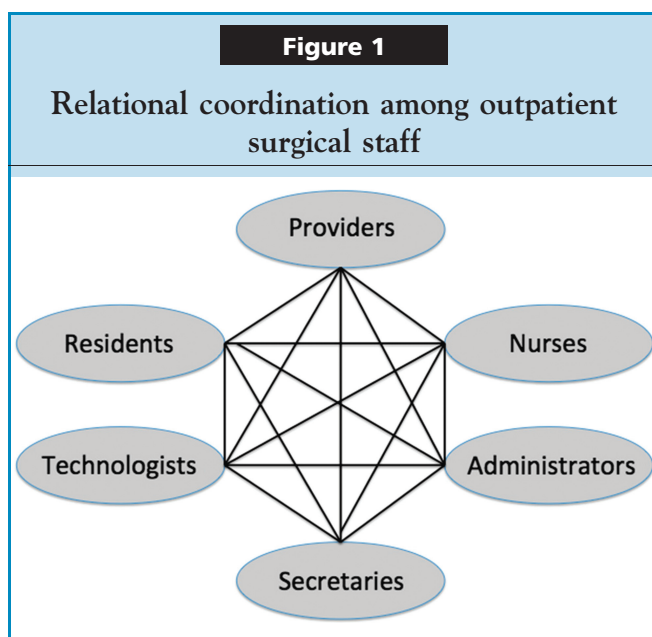 Figure 1
Relational coordination among outpatient
surgical staff
Providers
Residents
Nurses
Technologists
Administrators
Secretaries